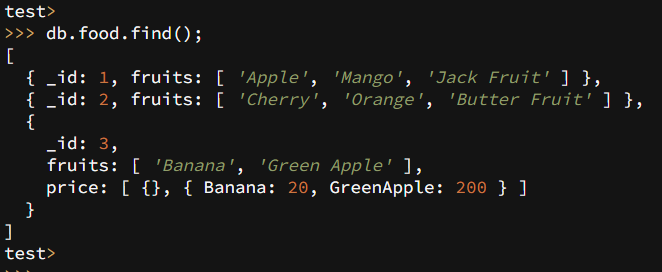 test>
>>> db.food.find();
[
  { _id: 1, fruits: [ 'Apple', 'Mango', 'Jack Fruit' ] },
  { _id: 2, fruits: [ 'Cherry', 'Orange', 'Butter Fruit' ] },
  {
    _id: 3,
    fruits: [ 'Banana', 'Green Apple' ],
    price: [ {}, { Banana: 20, GreenApple: 200 } ]
  }
]
test>
>>>